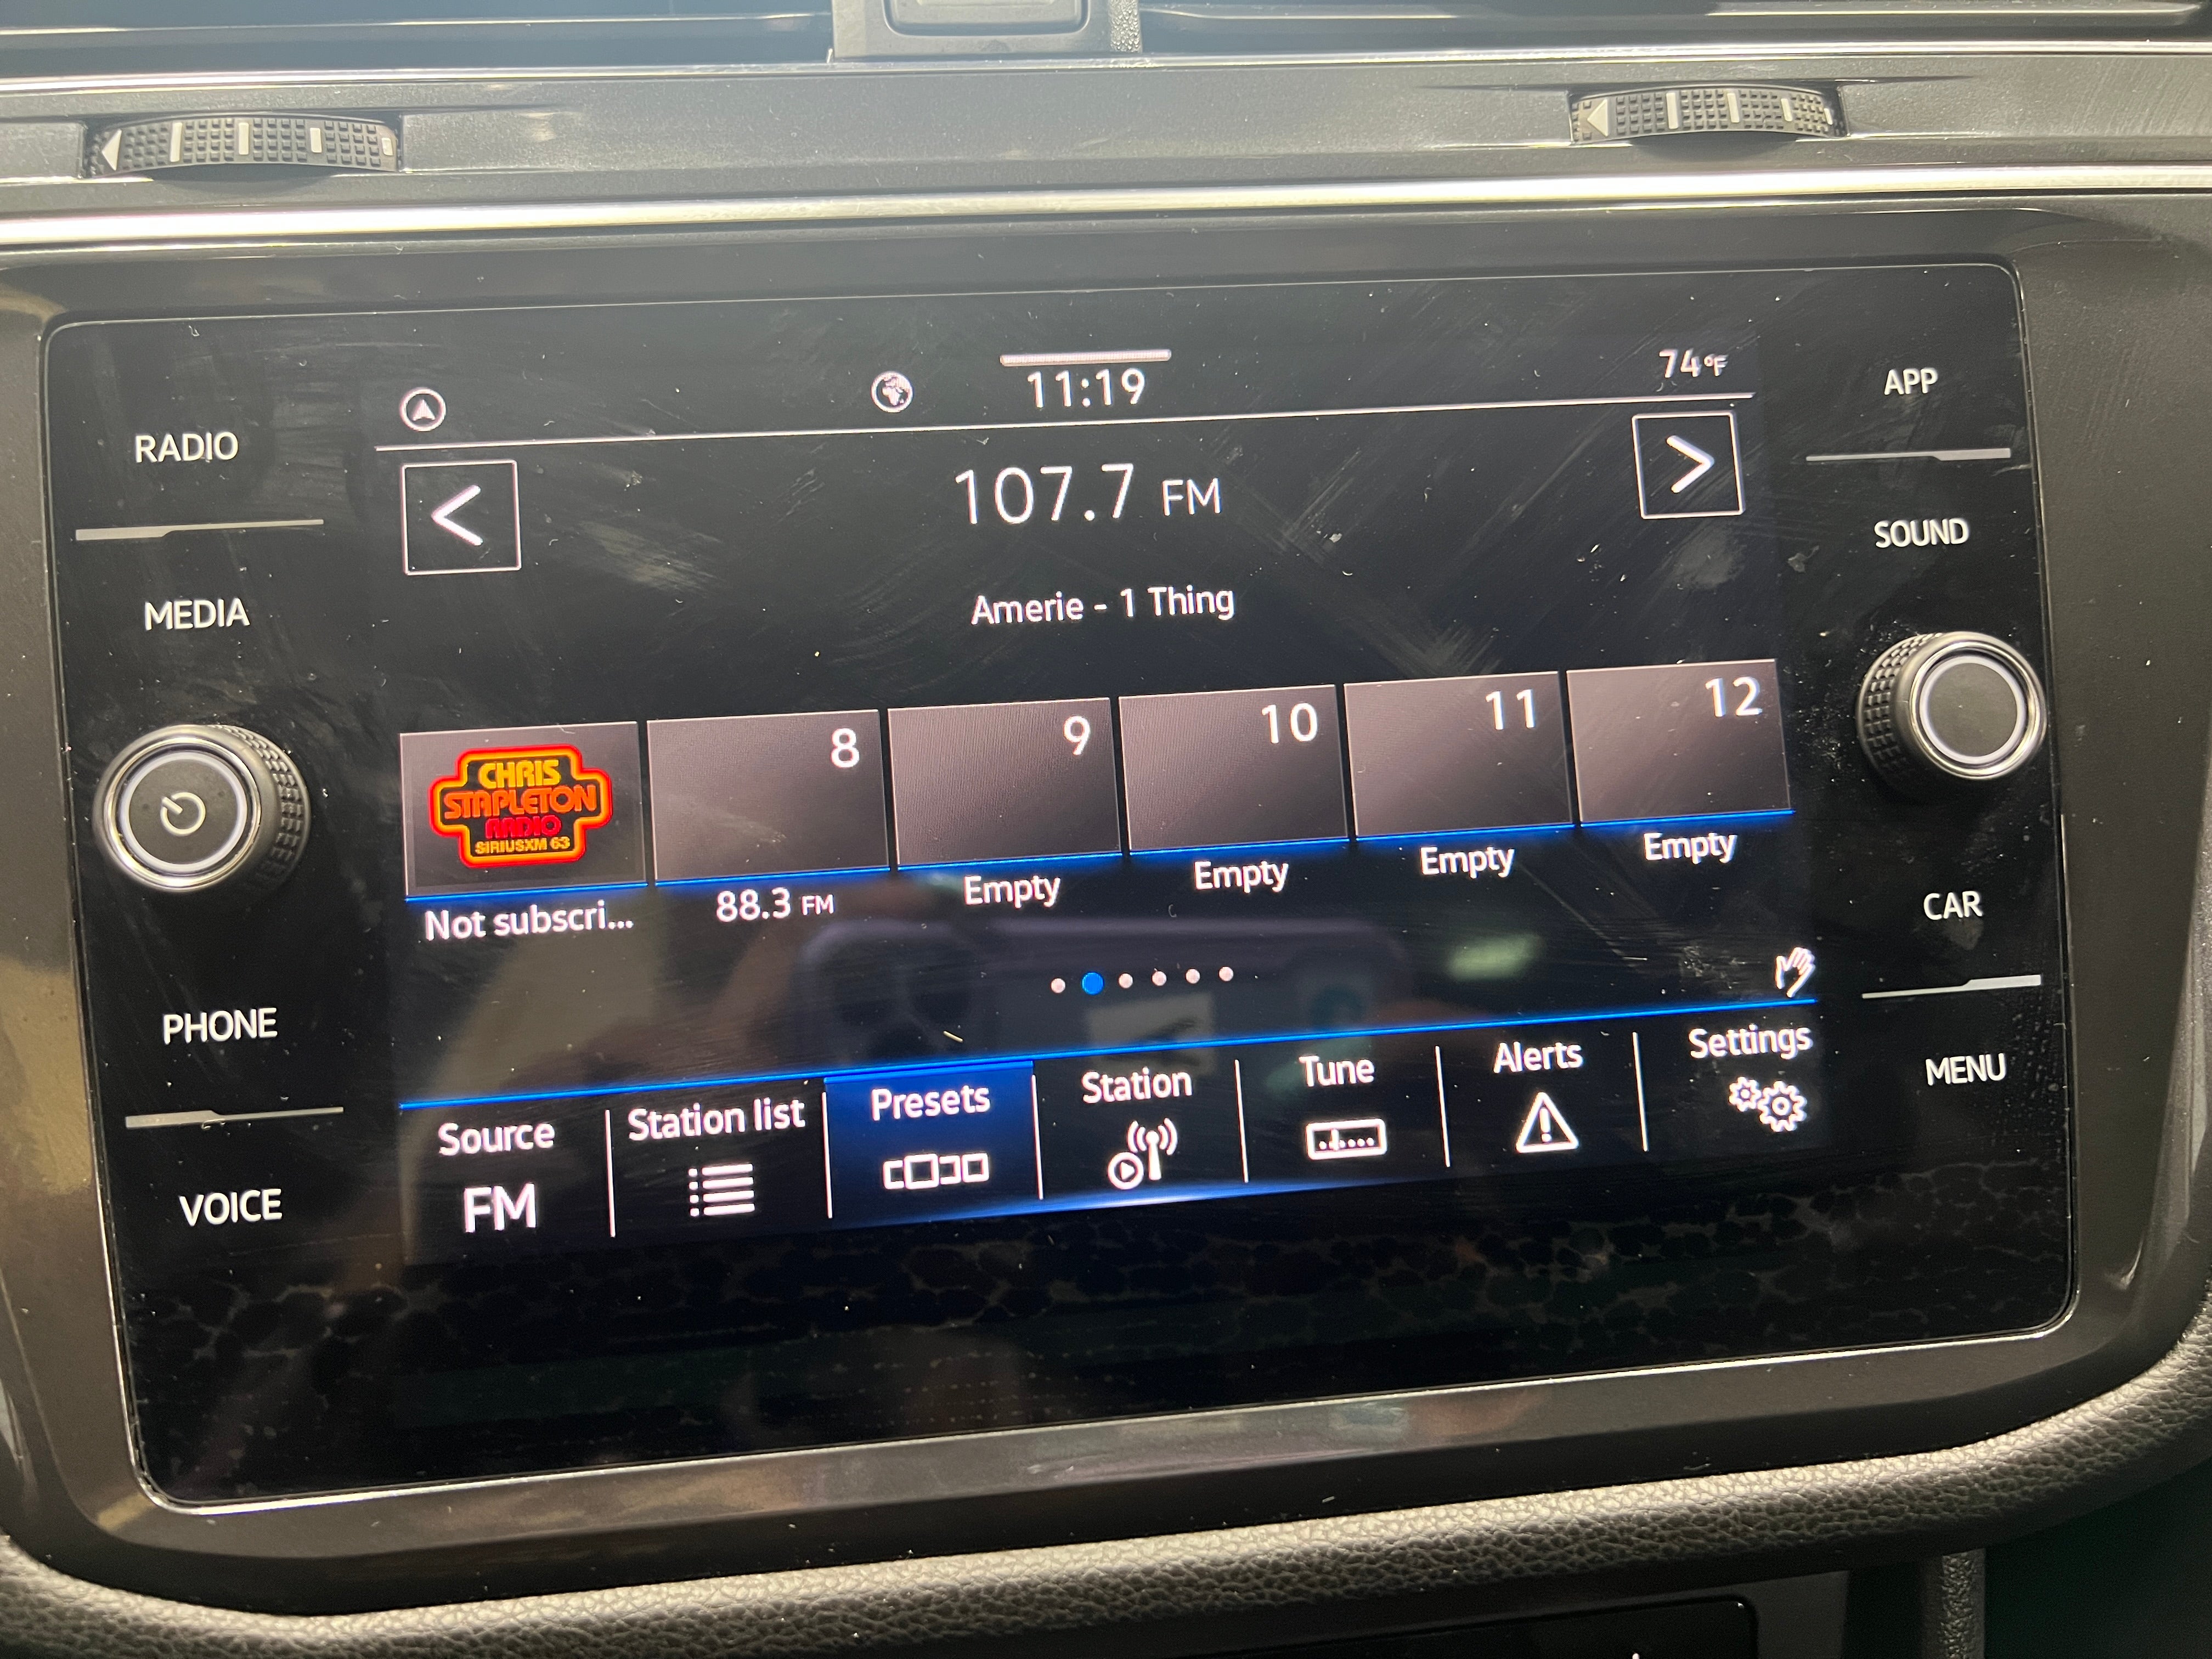 11:19
74°F
RADIO
MEDIA
PHONE
VOICE
107.7 FM
Amerie - 1 Thing
CHRIS
STAPLETON
RADIO
SIRIUSXM 63
Not subscri...
8
88.3 FM
9
Empty
10
Empty
11
Empty
12
Empty
Source
FM
Station list
Presets
Station
Tune
Alerts
Settings
APP
SOUND
CAR
MENU